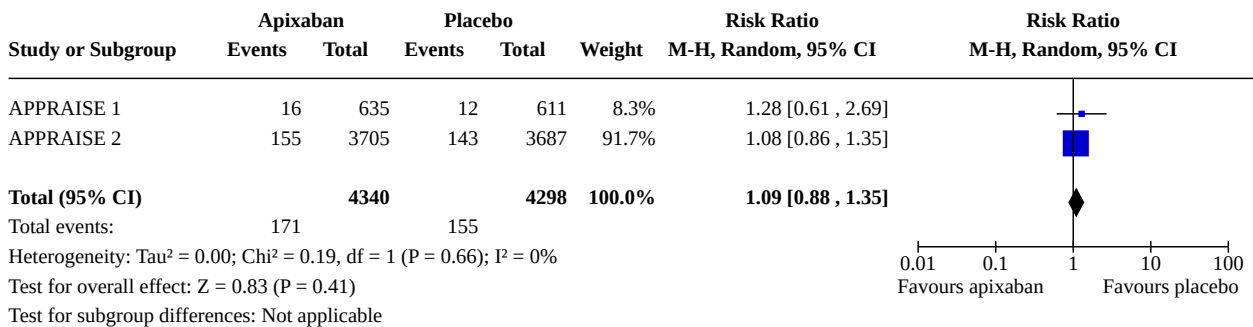 Apixaban Placebo Risk Ratio Risk Ratio
Study or Subgroup Events Total Events Total Weight M-H, Random, 95% CI M-H, Random, 95% CI
APPRAISE 1 16 635 12 611 8.3% 1.28 [0.61 , 2.69]
APPRAISE 2 155 3705 143 3687 91.7% 1.08 [0.86 , 1.35]
Total (95% CI) 4340 4298 100.0% 1.09 [0.88 , 1.35]
Total events: 171 155
Heterogeneity: Tau² = 0.00; Chi² = 0.19, df = 1 (P = 0.66); I² = 0%
Test for overall effect: Z = 0.83 (P = 0.41)
Test for subgroup differences: Not applicable
0.01 0.1 1 10 100
Favours apixaban Favours placebo